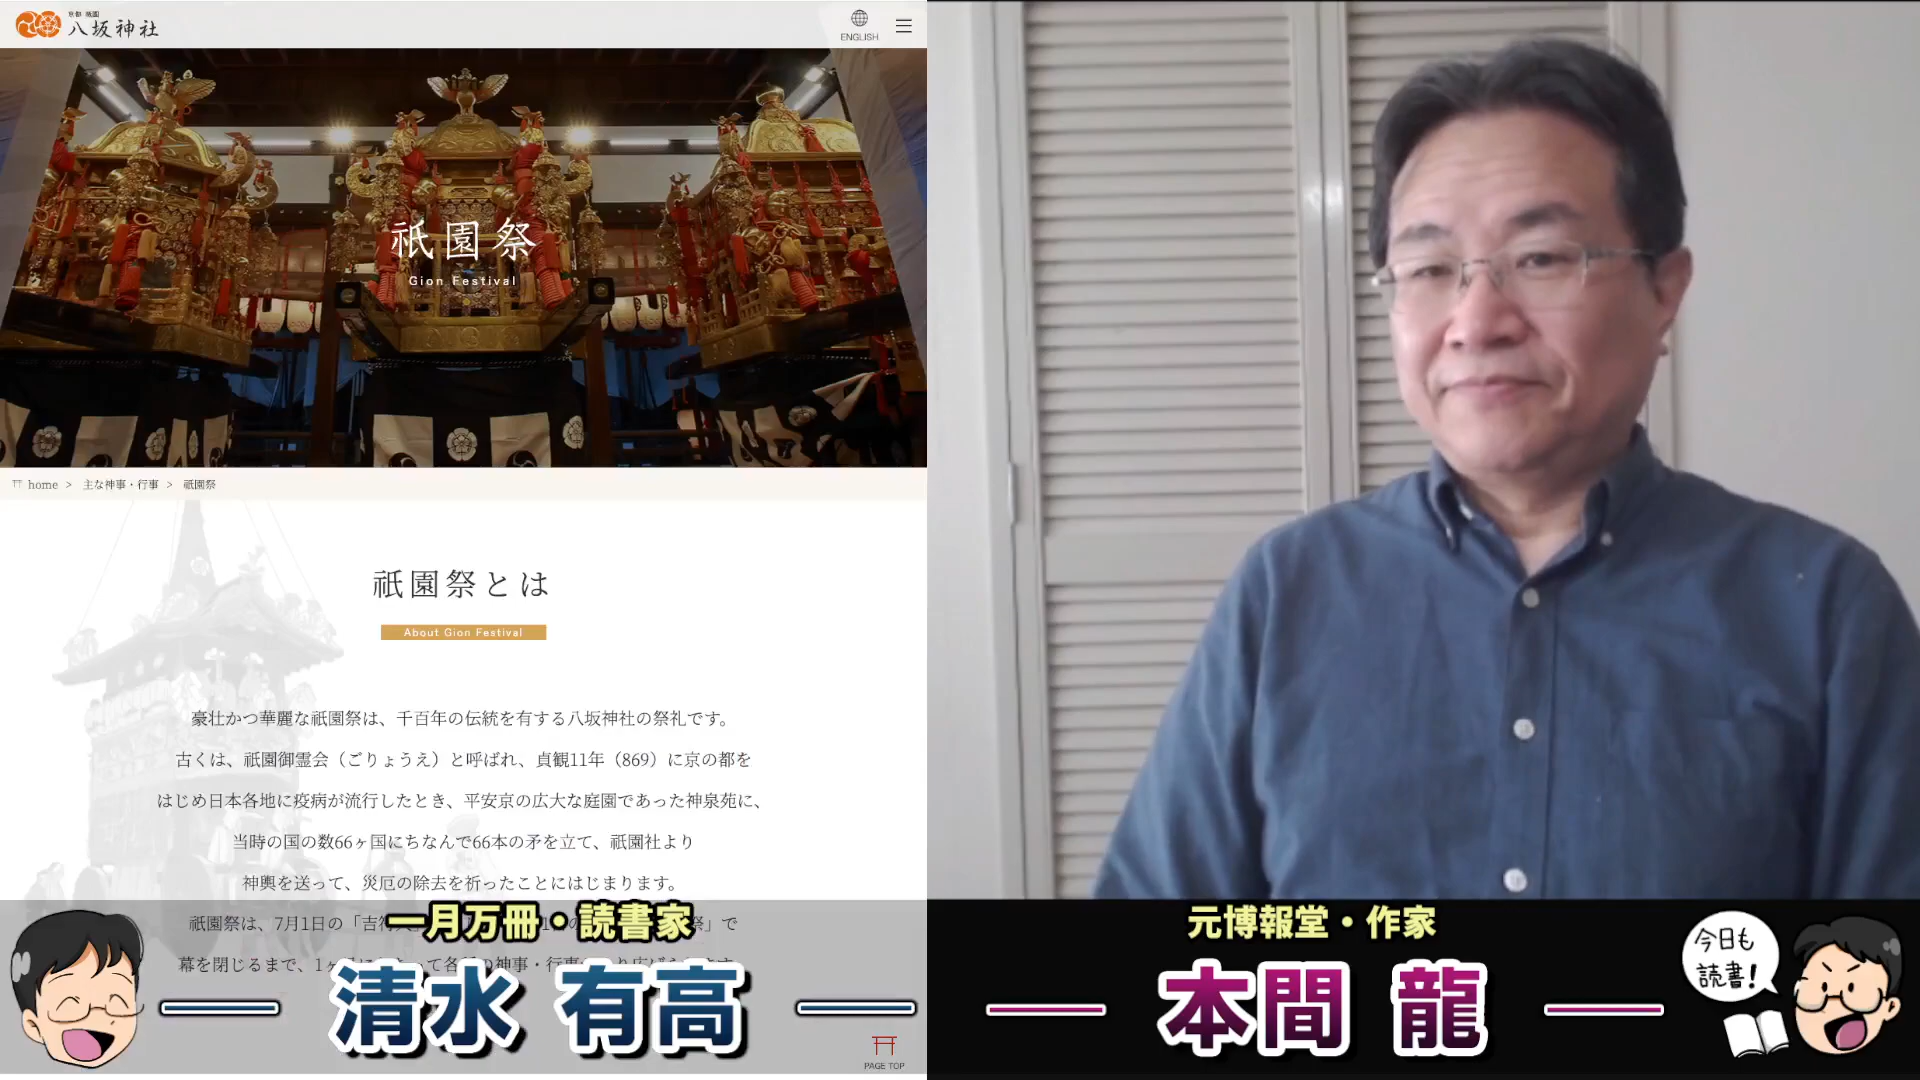 京都 祇園
八坂神社
ENGLISH
祇園祭
Gion Festival
home > 主な神事・行事 > 祇園祭
祇園祭とは
About Gion Festival
豪壮かつ華麗な祇園祭は、千百年の伝統を有する八坂神社の祭礼です。
古くは、祇園御霊会（ごりょうえ）と呼ばれ、貞観11年（869）に京の都を
はじめ日本各地に疫病が流行したとき、平安京の広大な庭園であった神泉苑に、
当時の国の数66ヶ国にちなんで66本の矛を立て、祇園社より
神輿を送って、災厄の除去を祈ったことにはじまります。
祇園祭は、7月1日の「吉符 祭」で
幕を閉じるまで、1ヶ て各 の神事・行事
PAGE TOP
一月万冊・読書家
清水 有高
元博報堂・作家
本間 龍
今日も
読書！